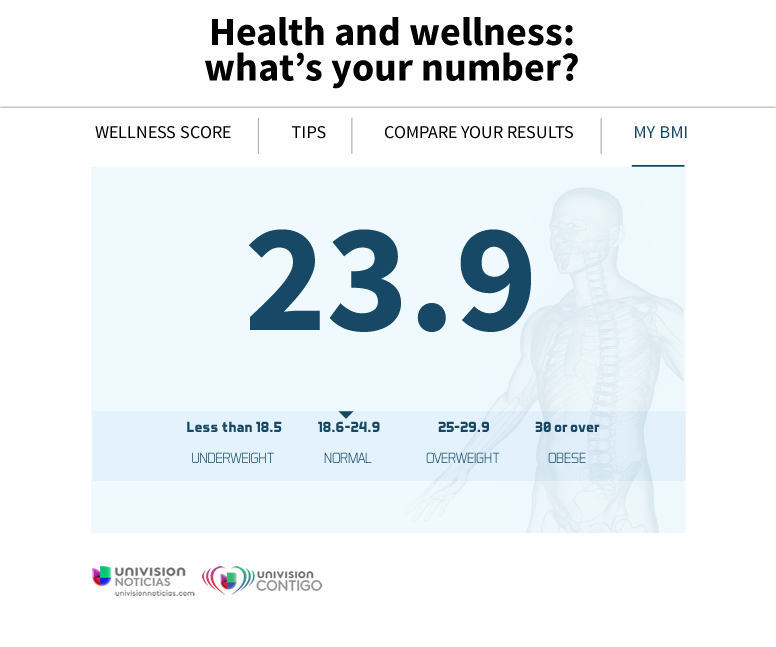 Health and wellness:
what's your number?
WELLNESS SCORE
TIPS
COMPARE YOUR RESULTS
MY BMI
23.9
Less than 18.5
18.6-24.9
25-29.9
30 or over
UNDERWEIGHT
NORMAL
OVERWEIGHT
OBESE
UNIVISION
NOTICIAS
univisionnoticias.com
UNIVISION
CONTIGO